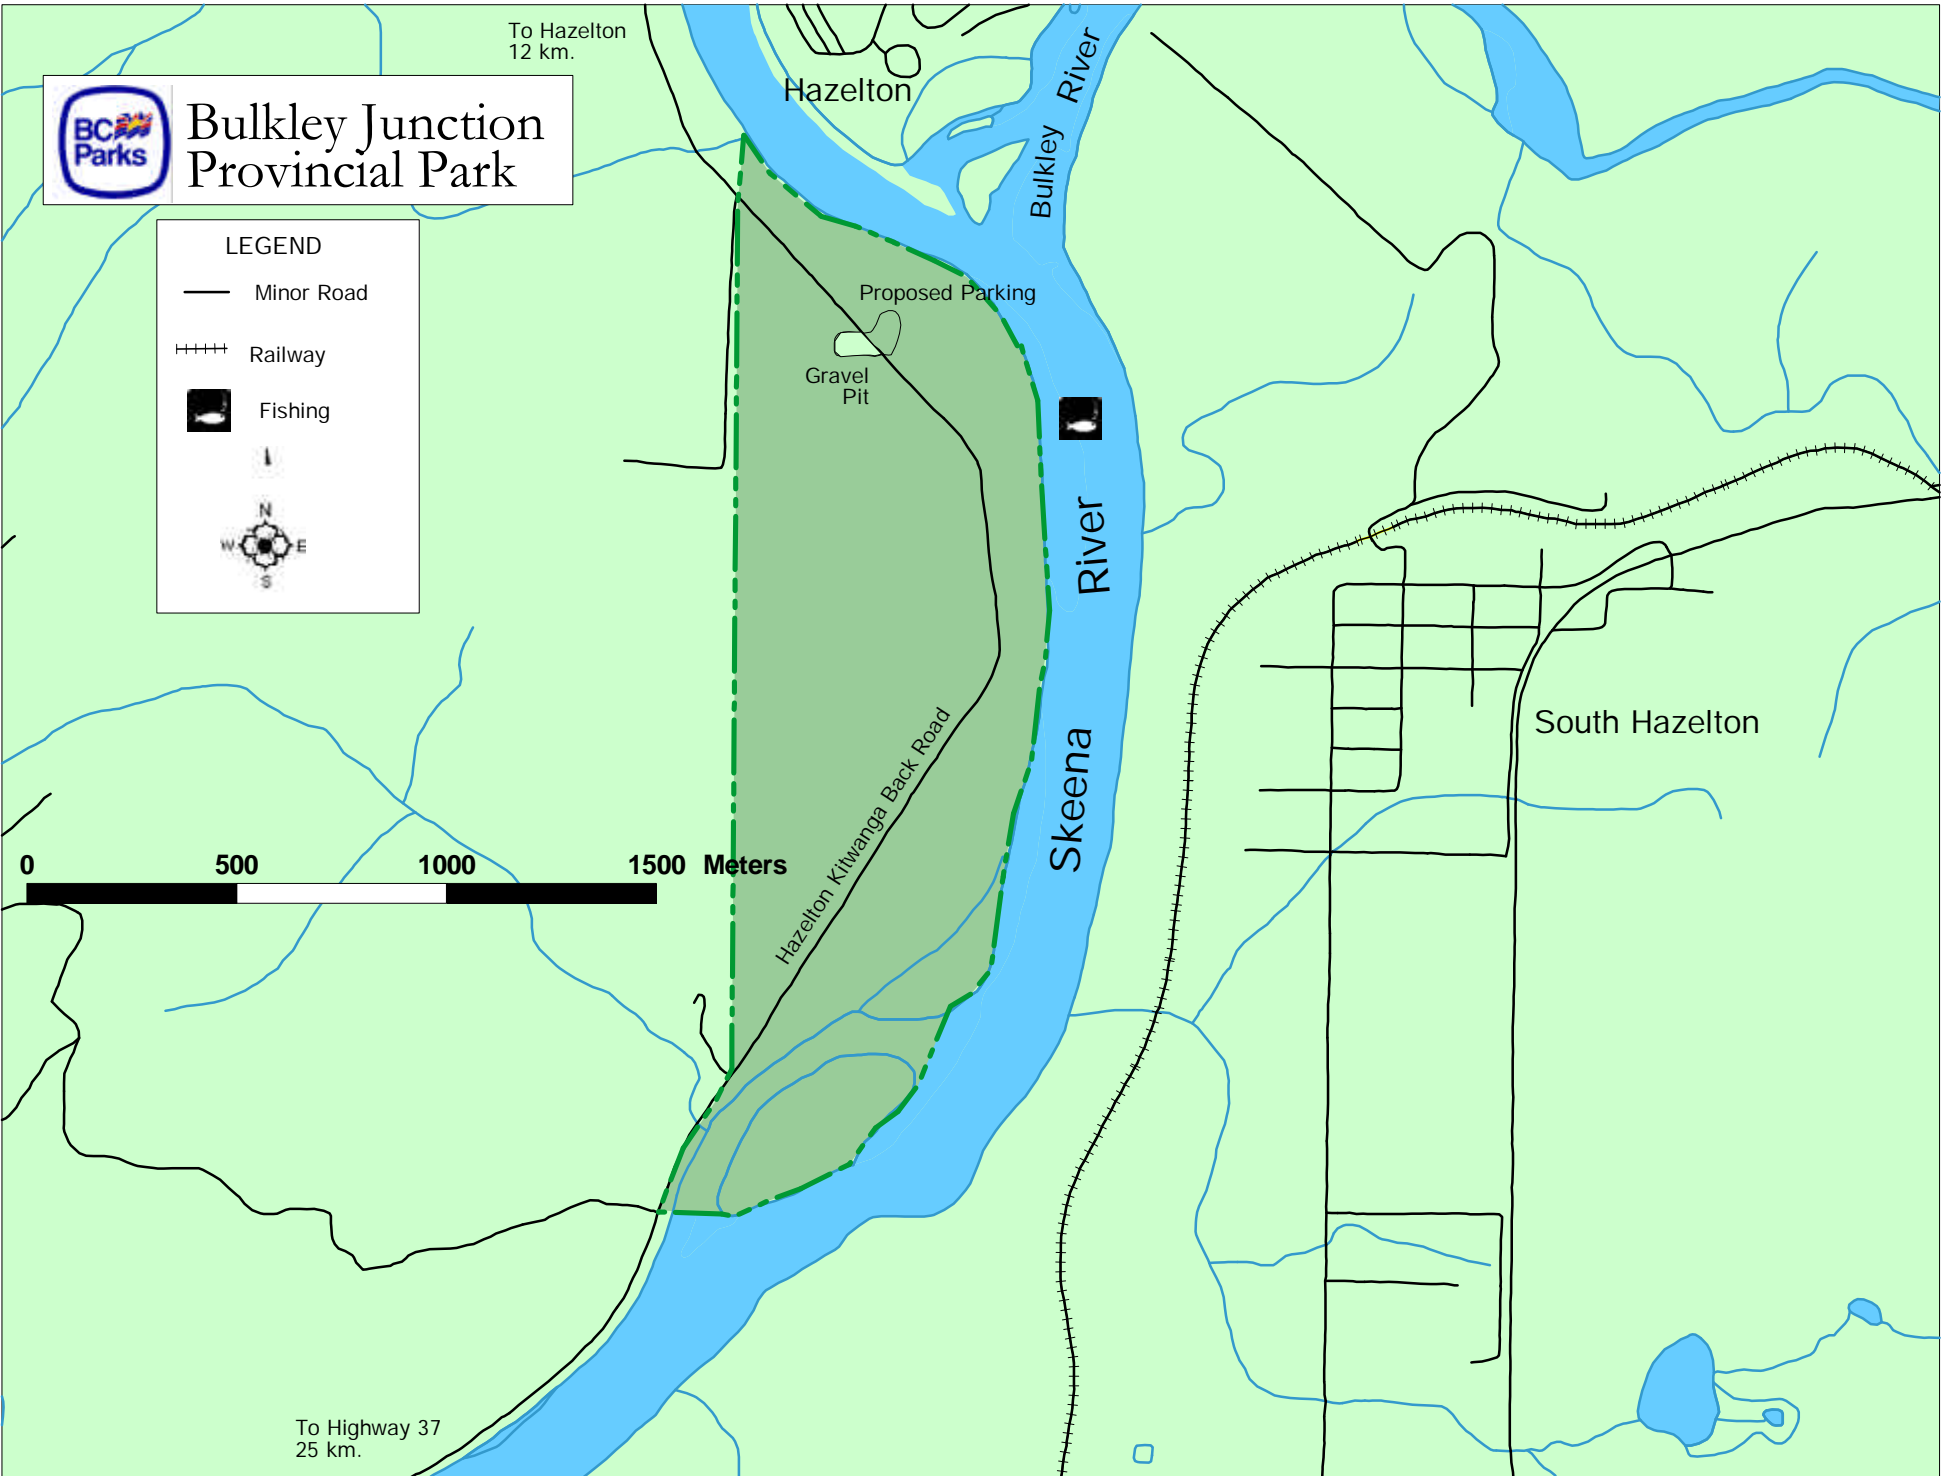 To Hazelton
12 km.
BC
Parks
Bulkley Junction
Provincial Park
Hazelton
Bulkley River
LEGEND
Minor Road
Railway
Fishing
N
W E
S
Proposed Parking
Gravel
Pit
Skeena River
South Hazelton
Hazelton Kitwanga Back Road
0 500 1000 1500 Meters
To Highway 37
25 km.